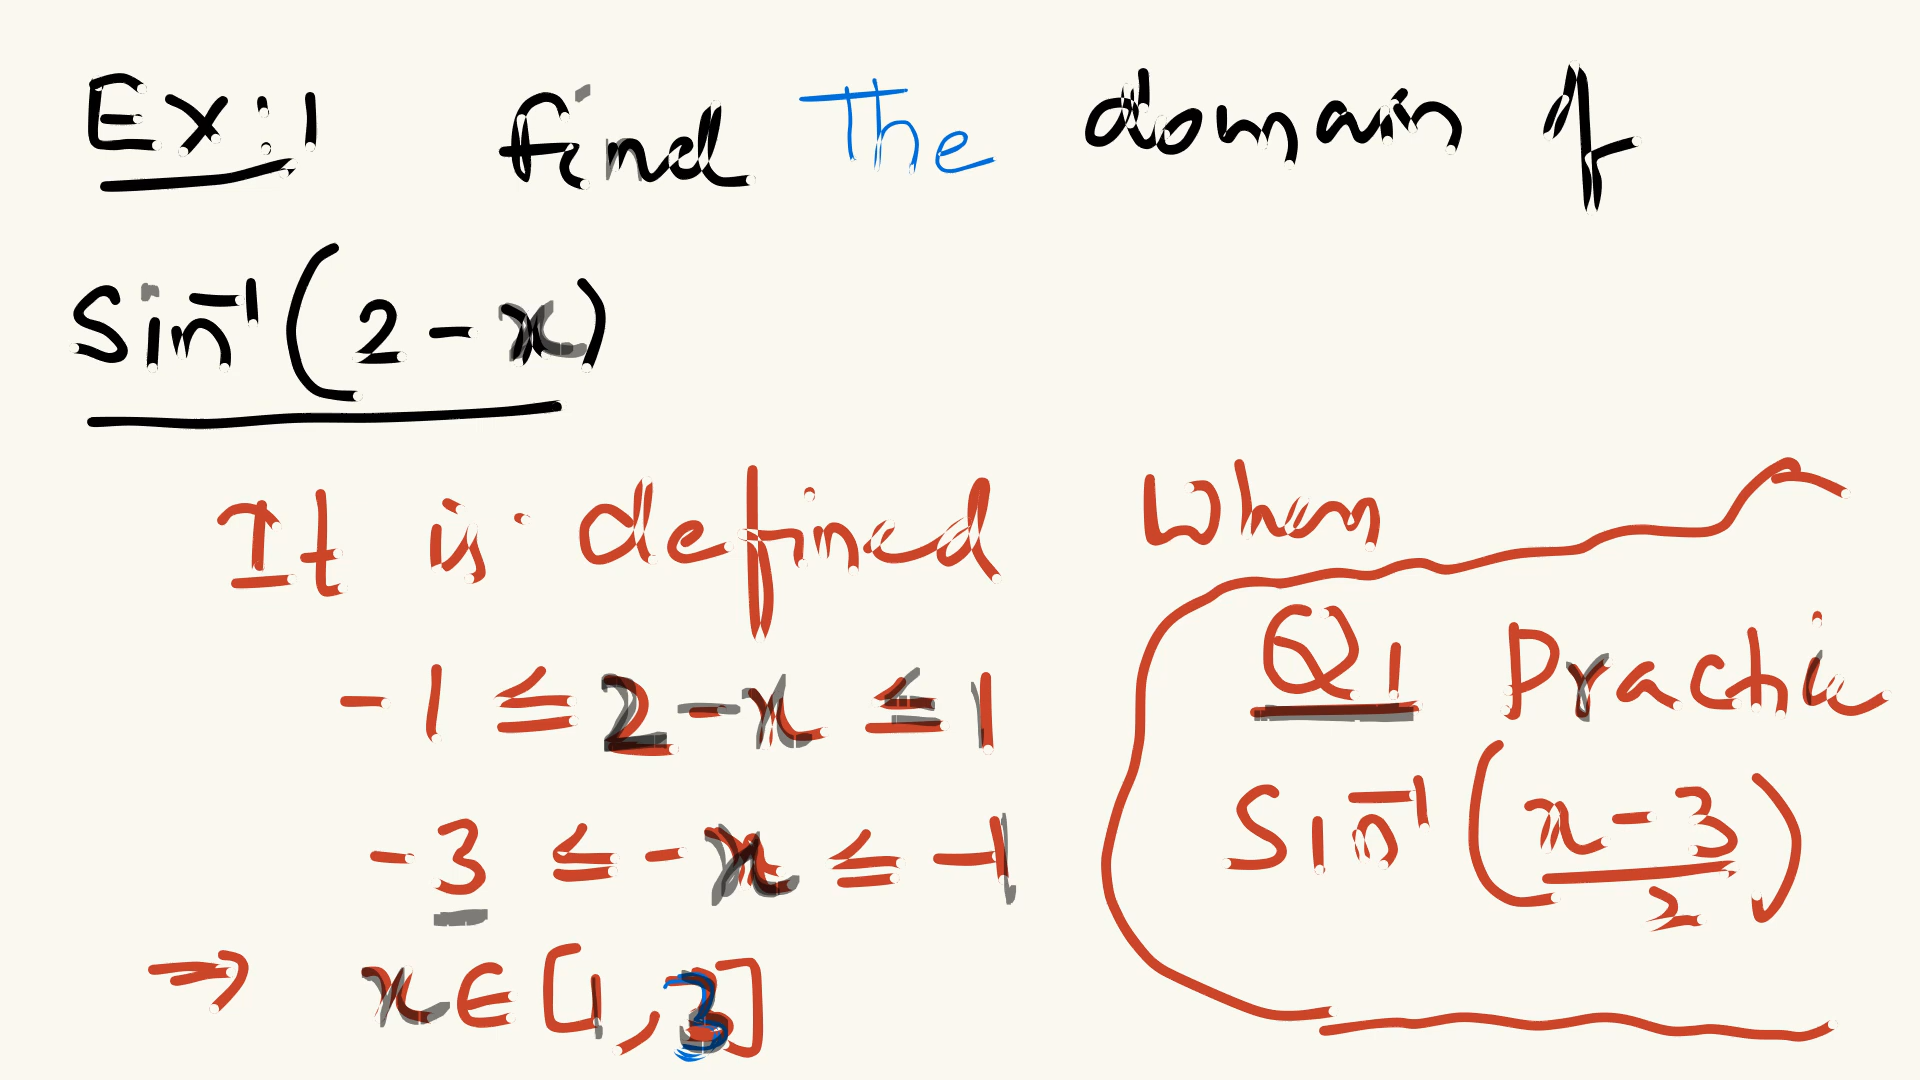 Ex:1 find The domain of
Sin⁻¹(2-x)
It is defined when
-1 ≤ 2-x ≤ 1
-3 ≤ -x ≤ -1
⇒ x∈[1,3]
Q1 Practic
Sin⁻¹(x-3/2)